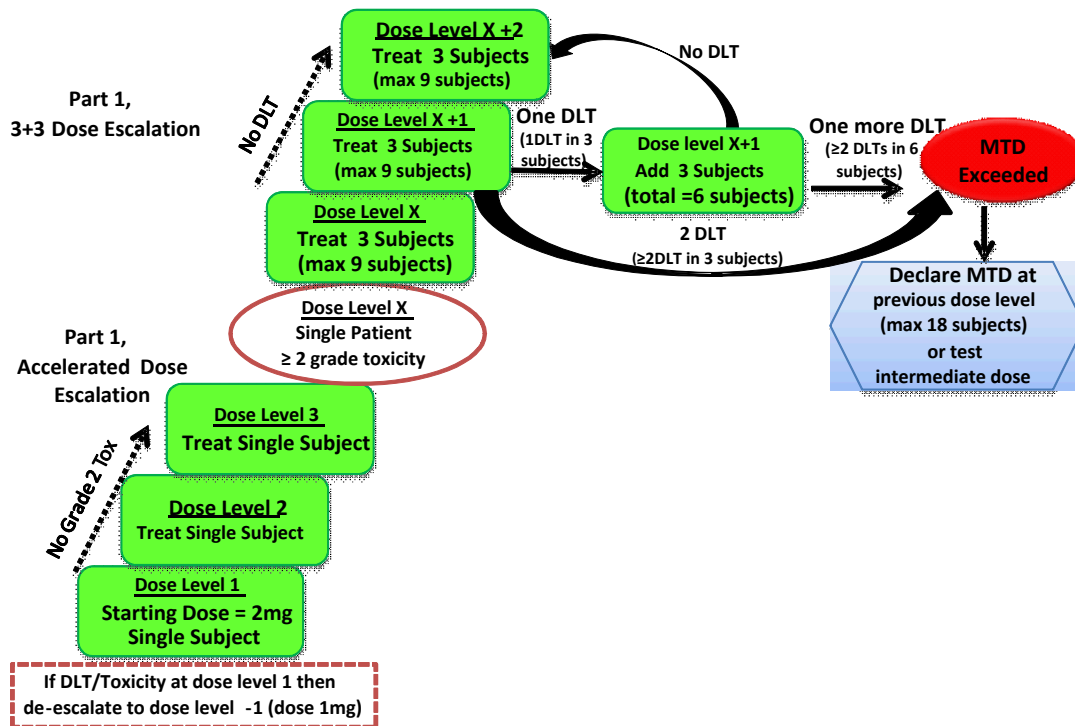 Dose Level X +2
Treat 3 Subjects
(max 9 subjects)
No DLT
No DLT
Part 1,
3+3 Dose Escalation
Dose Level X +1
Treat 3 Subjects
(max 9 subjects)
One DLT
(1DLT in 3
subjects)
Dose level X+1
Add 3 Subjects
(total =6 subjects)
One more DLT
(≥2 DLTs in 6
subjects)
MTD
Exceeded
Dose Level X
Treat 3 Subjects
(max 9 subjects)
2 DLT
(≥2DLT in 3 subjects)
Declare MTD at
previous dose level
(max 18 subjects)
or test
intermediate dose
Dose Level X
Single Patient
≥ 2 grade toxicity
Part 1,
Accelerated Dose
Escalation
Dose Level 3
Treat Single Subject
No Grade 2 Tox
Dose Level 2
Treat Single Subject
Dose Level 1
Starting Dose = 2mg
Single Subject
If DLT/Toxicity at dose level 1 then
de-escalate to dose level -1 (dose 1mg)